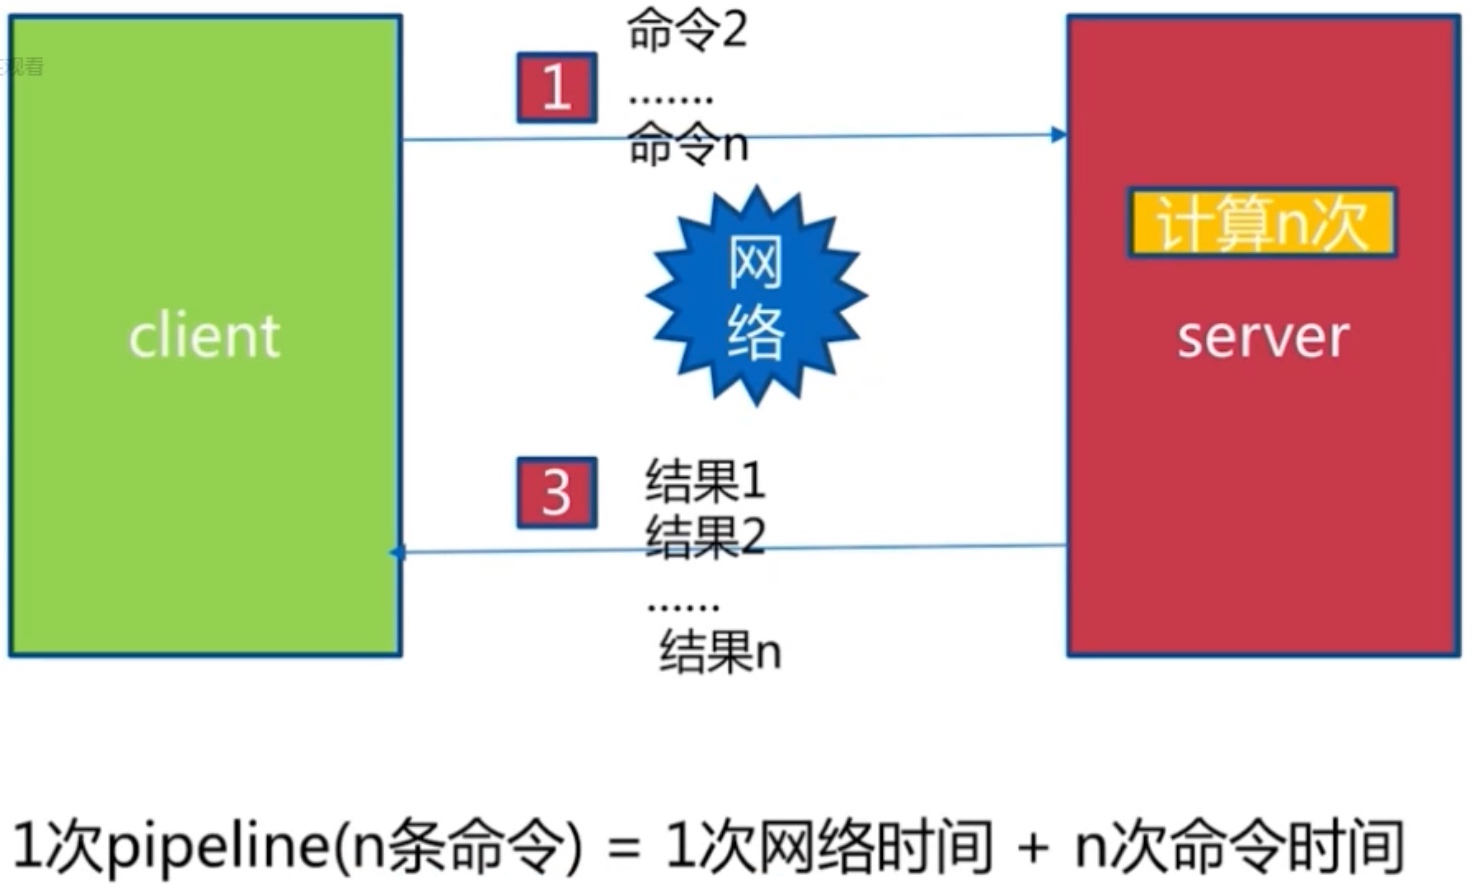 命令2
.......
命令n
1
观看
计算n次
网
络
client
server
3
结果1
结果2
......
结果n
1次pipeline(n条命令) = 1次网络时间 + n次命令时间